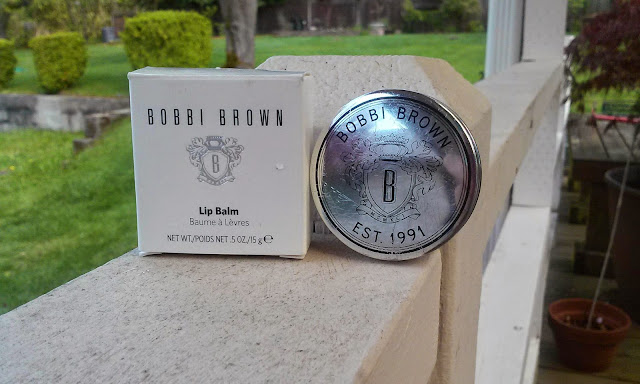 BOBBI BROWN
B
Lip Balm
Baume à Lèvres
NET WT./POIDS NET .5 OZ./15 g ℮
BOBBI BROWN
B
EST. 1991